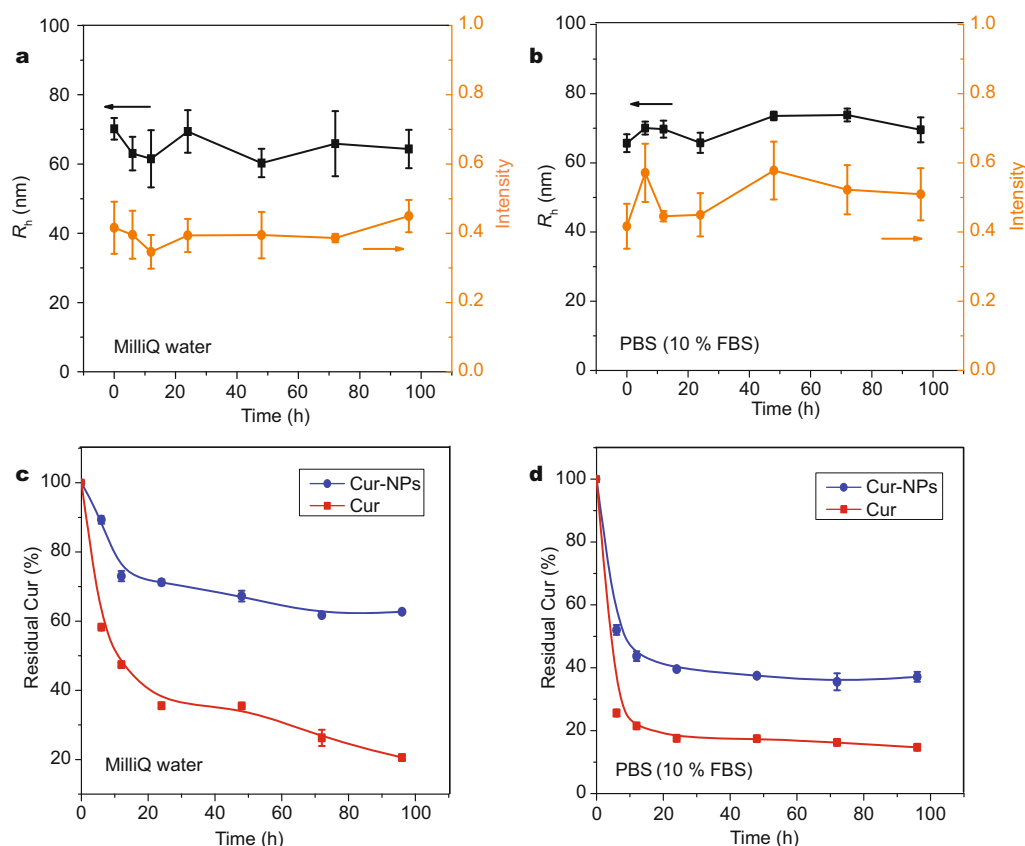 a
R_h (nm)
100
80
60
40
20
0
1.0
0.8
0.6
0.4
0.2
0.0
Intensity
MilliQ water
0 20 40 60 80 100
Time (h)
b
R_h (nm)
100
80
60
40
20
0
1.0
0.8
0.6
0.4
0.2
0.0
Intensity
PBS (10 % FBS)
0 20 40 60 80 100
Time (h)
c
Residual Cur (%)
100
80
60
40
20
Cur-NPs
Cur
MilliQ water
0 20 40 60 80 100
Time (h)
d
Residual Cur (%)
100
80
60
40
20
0
Cur-NPs
Cur
PBS (10 % FBS)
0 20 40 60 80 100
Time (h)